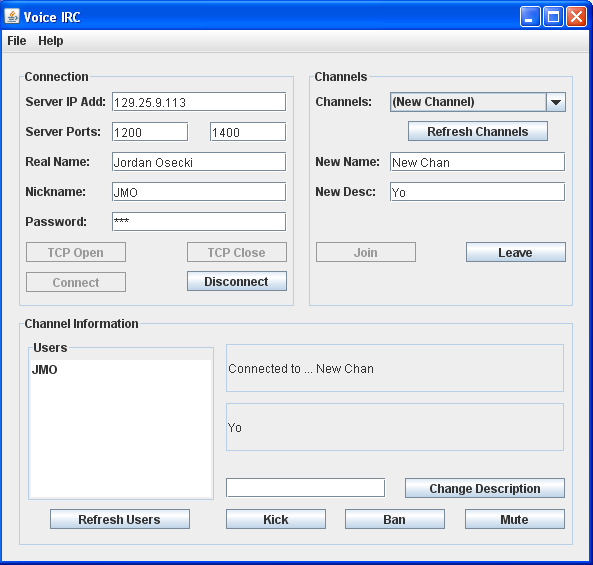 Voice IRC
File Help
Connection
Server IP Add: 129.25.9.113
Server Ports: 1200 1400
Real Name: Jordan Osecki
Nickname: JMO
Password: ***
TCP Open TCP Close
Connect Disconnect
Channels
Channels: (New Channel)
Refresh Channels
New Name: New Chan
New Desc: Yo
Join Leave
Channel Information
Users
JMO
Connected to ... New Chan
Yo
Change Description
Refresh Users Kick Ban Mute